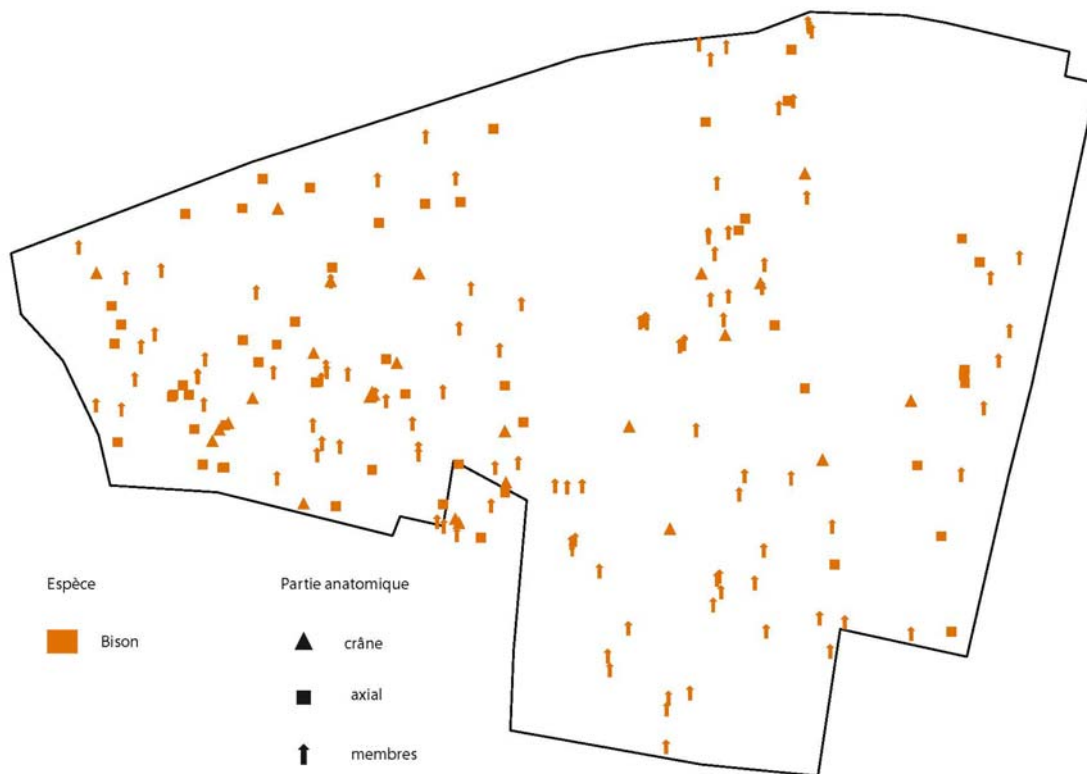 Espèce
Partie anatomique
Bison
crâne
axial
membres